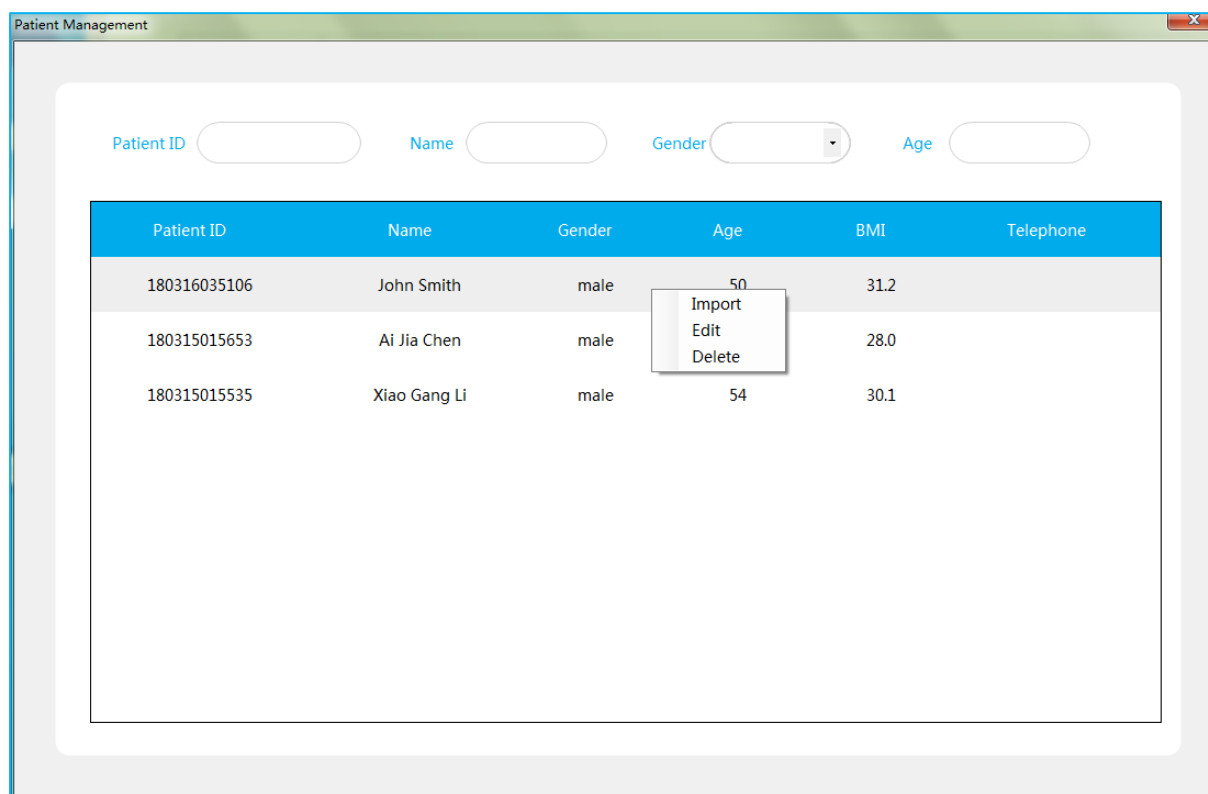 Patient Management
Patient ID Name Gender Age
Patient ID Name Gender Age BMI Telephone
180316035106 John Smith male 50 31.2
Import
Edit
Delete
180315015653 Ai Jia Chen male 28.0
180315015535 Xiao Gang Li male 54 30.1